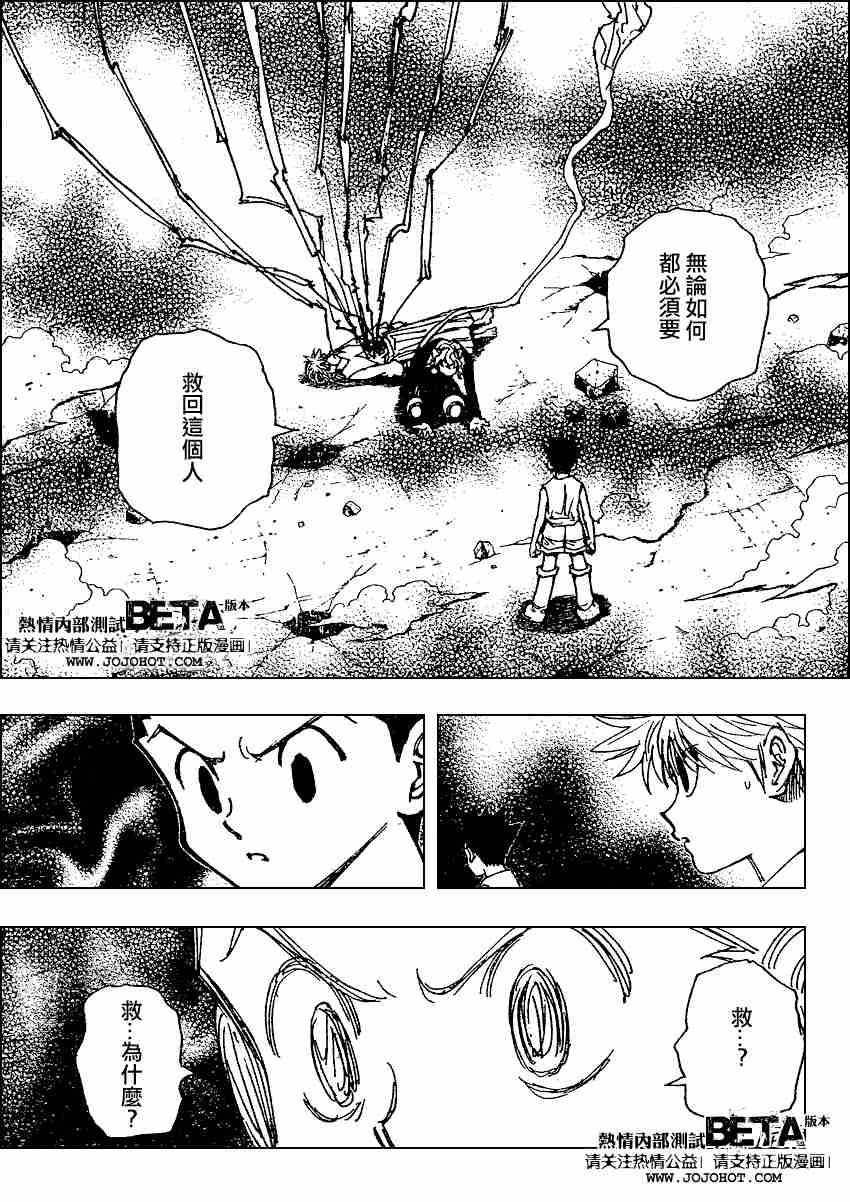 無論如何
都必須要
救回這個人
熱情內部測試BETA版本
请关注热情公益| 请支持正版漫画|
WWW.JOJOHOT.COM
救…?
救…為什麼?
熱情內部測試BETA版本
请关注热情公益| 请支持正版漫画|
WWW.JOJOHOT.COM